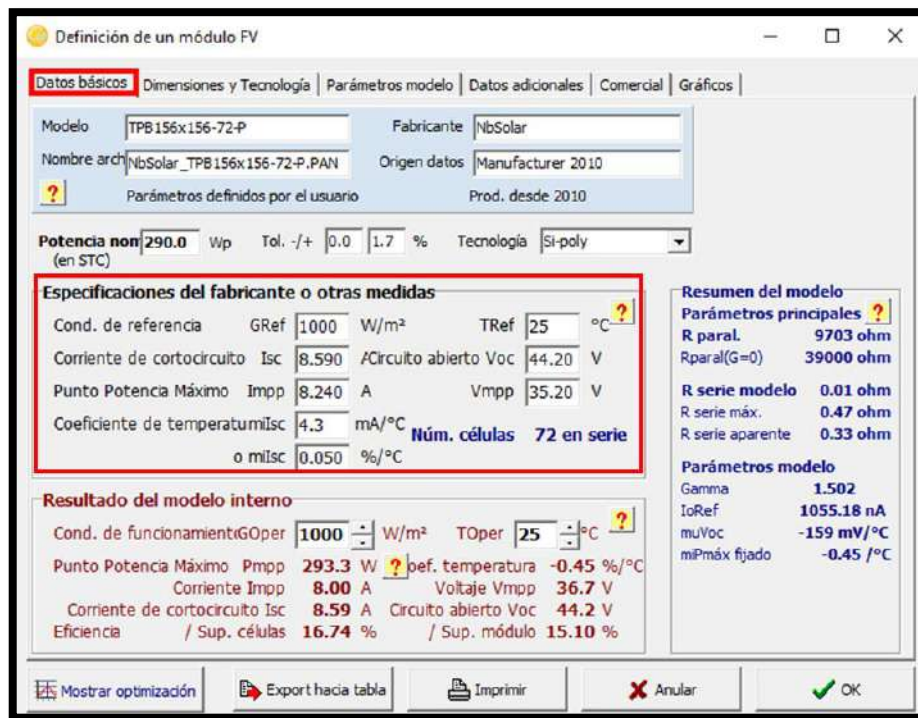 Definición de un módulo FV
Datos básicos Dimensiones y Tecnología Parámetros modelo Datos adicionales Comercial Gráficos
Modelo TPB156x156-72-P Fabricante NbSolar
Nombre arch NbSolar_TPB156x156-72-P.PAN Origen datos Manufacturer 2010
? Parámetros definidos por el usuario Prod. desde 2010
Potencia nom 290.0 Wp Tol. -/+ 0.0 1.7 % Tecnología Si-poly
(en STC)
Especificaciones del fabricante o otras medidas
Cond. de referencia GRef 1000 W/m² TRef 25 °C ?
Corriente de cortocircuito Isc 8.590 A Circuito abierto Voc 44.20 V
Punto Potencia Máximo Impp 8.240 A Vmpp 35.20 V
Coeficiente de temperatu miIsc 4.3 mA/°C Núm. células 72 en serie
o miIsc 0.050 %/°C
Resultado del modelo interno
Cond. de funcionamiento GOper 1000 W/m² TOper 25 °C ?
Punto Potencia Máximo Pmpp 293.3 W ? oef. temperatura -0.45 %/°C
Corriente Impp 8.00 A Voltaje Vmpp 36.7 V
Corriente de cortocircuito Isc 8.59 A Circuito abierto Voc 44.2 V
Eficiencia / Sup. células 16.74 % / Sup. módulo 15.10 %
Resumen del modelo
Parámetros principales ?
R paral. 9703 ohm
Rparal(G=0) 39000 ohm
R serie modelo 0.01 ohm
R serie máx. 0.47 ohm
R serie aparente 0.33 ohm
Parámetros modelo
Gamma 1.502
IoRef 1055.18 nA
muVoc -159 mV/°C
miPmáx fijado -0.45 /°C
Mostrar optimización Export hacia tabla Imprimir Anular OK